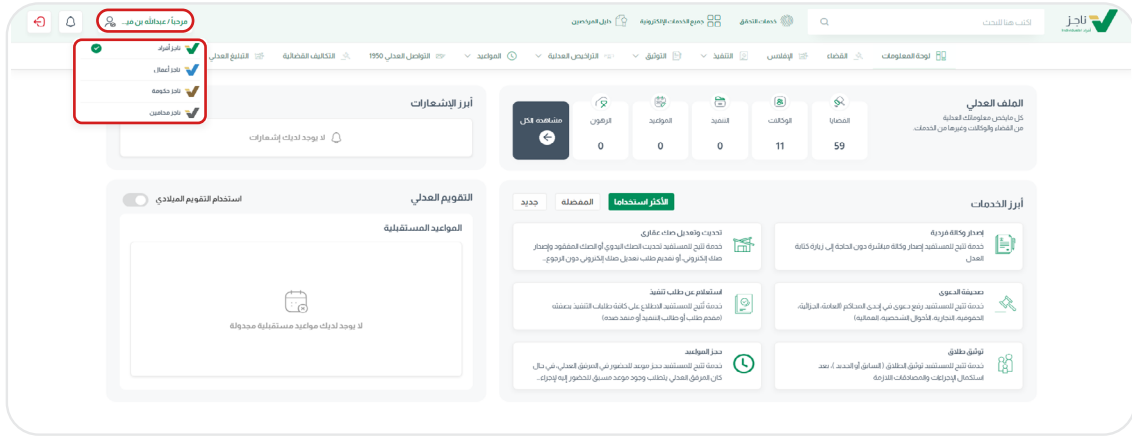 ناجز
اكتب هنا للبحث
خدمات التحقق
جميع الخدمات الإلكترونية
دليل المرخصين
مرحباً / عبدالله بن مي...
ناجز أفراد
ناجز أعمال
ناجز حكومة
ناجز محامين
لوحة المعلومات
القضاء
الإفلاس
التنفيذ
التوثيق
التراخيص العدلية
المواعيد
التواصل العدلي 1950
التكاليف القضائية
التبليغ العدلي
الملف العدلي
كل مايخص معلوماتك العدلية
من القضاء والوكالات وغيرها من الخدمات.
القضايا
59
الوكالات
11
التنفيذ
0
المواعيد
0
الرهون
0
مشاهدة الكل
أبرز الإشعارات
لا يوجد لديك إشعارات
أبرز الخدمات
الأكثر استخداما
المفضلة
جديد
إصدار وكالة فردية
خدمة تتيح للمستفيد إصدار وكالة مباشرة دون الحاجة إلى زيارة كتابة
العدل
تحديث وتعديل صك عقاري
خدمة تتيح للمستفيد تحديث الصك اليدوي أو الصك المفقود وإصدار
صك إلكتروني، أو تقديم طلب تعديل صك إلكتروني دون الرجوع...
صحيفة الدعوى
خدمة تتيح للمستفيد رفع دعوى في إحدى المحاكم (العامة، الجزائية،
الحقوقية، التجارية، الأحوال الشخصية، العمالية)
استعلام عن طلب تنفيذ
خدمة تتيح للمستفيد الاطلاع على كافة طلبات التنفيذ بصفته
(مقدم طلب أو طالب التنفيذ أو منفذ ضده)
توثيق طلاق
خدمة تتيح للمستفيد توثيق الطلاق ( السابق أو الجديد )، بعد
استكمال الإجراءات والمصادقات اللازمة
حجز المواعيد
خدمة تتيح للمستفيد حجز موعد للحضور في المرفق العدلي، في حال
كان المرفق العدلي يتطلب وجود موعد مسبق للحضور إليه لإجراء...
التقويم العدلي
استخدام التقويم الميلادي
المواعيد المستقبلية
لا يوجد لديك مواعيد مستقبلية مجدولة